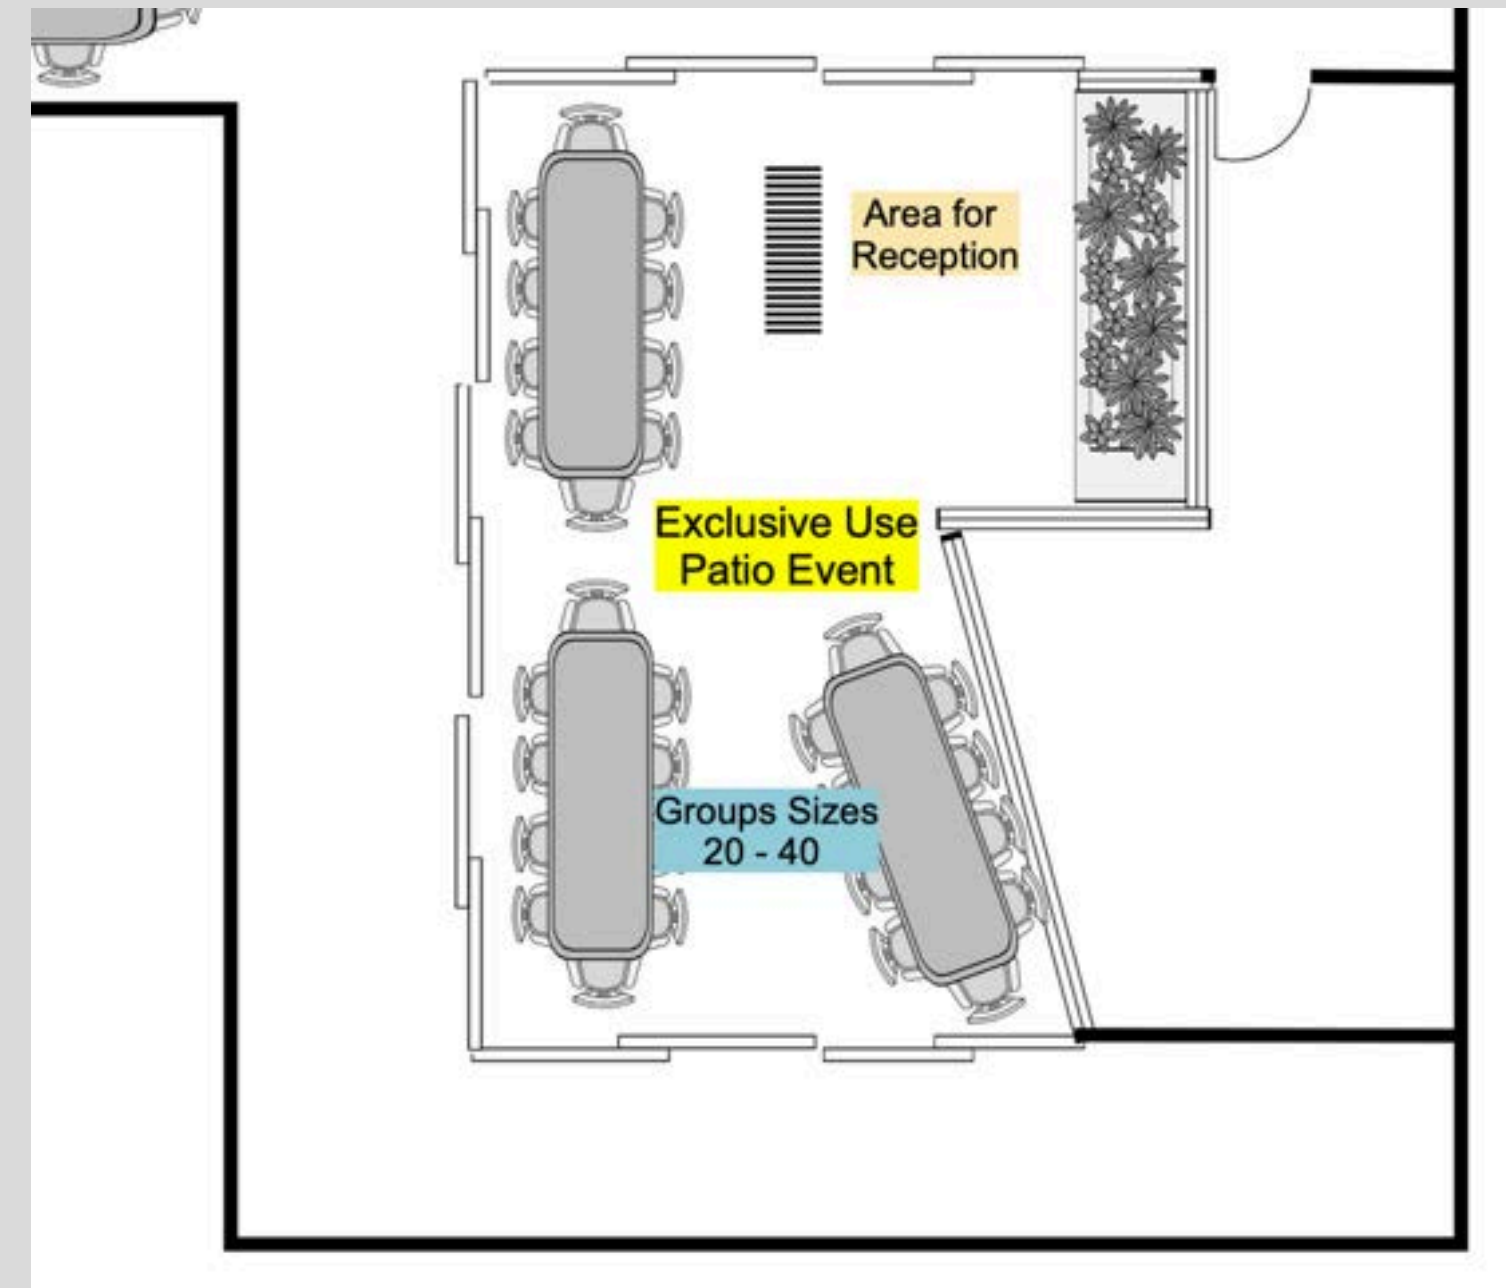 Area for
Reception
Exclusive Use
Patio Event
Groups Sizes
20 - 40